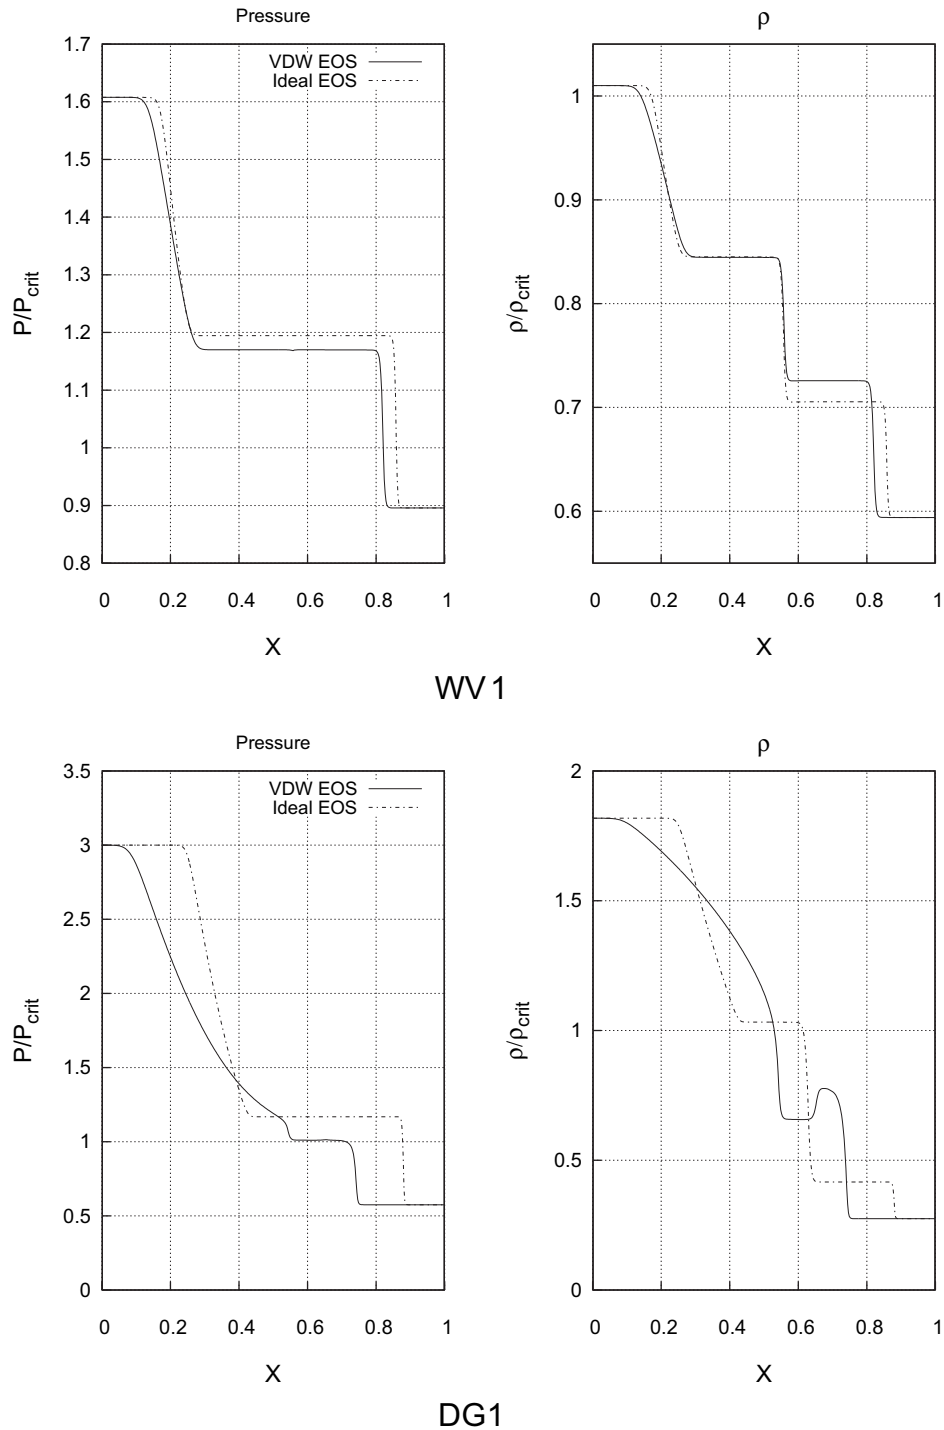 Pressure
1.7
1.6
1.5
1.4
1.3
1.2
1.1
1
0.9
0.8
P/Pcrit
VDW EOS
Ideal EOS
0 0.2 0.4 0.6 0.8 1
X
ρ
1
0.9
0.8
0.7
0.6
ρ/ρcrit
0 0.2 0.4 0.6 0.8 1
X
WV1
Pressure
3.5
3
2.5
2
1.5
1
0.5
0
P/Pcrit
VDW EOS
Ideal EOS
0 0.2 0.4 0.6 0.8 1
X
ρ
2
1.5
1
0.5
0
ρ/ρcrit
0 0.2 0.4 0.6 0.8 1
X
DG1